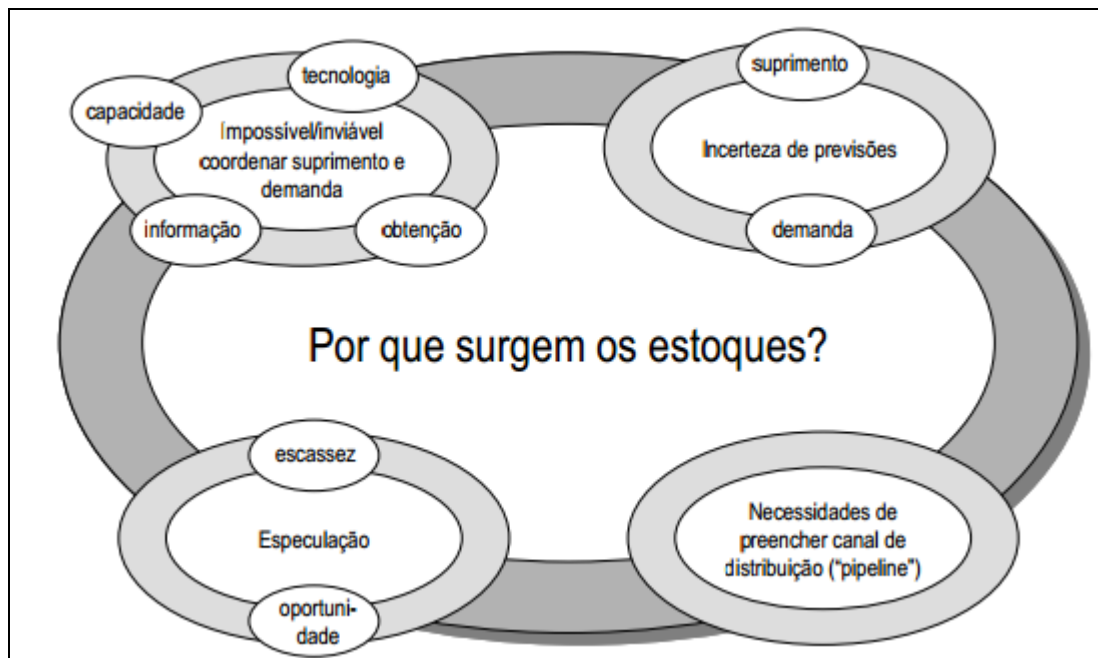 tecnologia
capacidade
Impossível/inviável
coordenar suprimento e
demanda
informação
obtenção
suprimento
Incerteza de previsões
demanda
Por que surgem os estoques?
escassez
Especulação
oportuni-
dade
Necessidades de
preencher canal de
distribuição (“pipeline”)